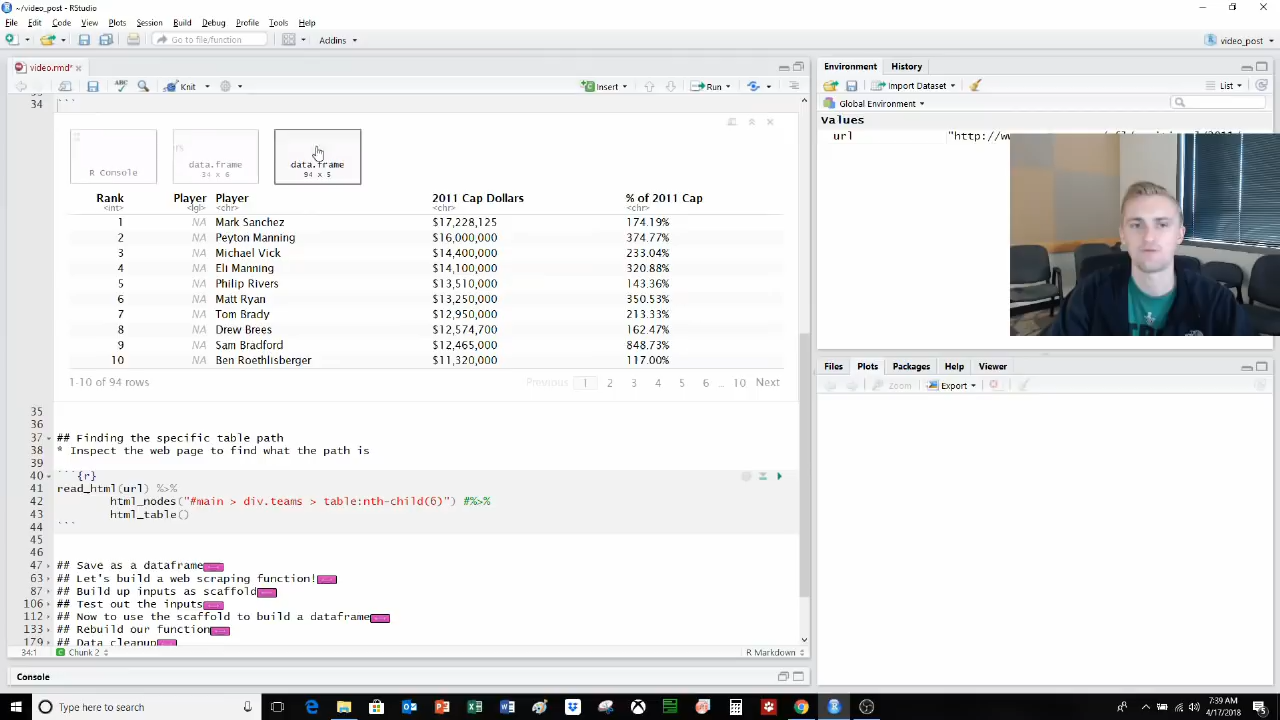 ~/video_post - RStudio
File Edit Code View Plots Session Build Debug Profile Tools Help
Go to file/function Addins video_post
video.rmd* Environment History
Knit Insert Run Import Dataset List
34 ``` Global Environment
Values
url "http://w
R Console data.frame 34 x 6 data.frame 94 x 5
Rank Player Player 2011 Cap Dollars % of 2011 Cap
<int> <lgl> <chr> <chr> <chr>
1 NA Mark Sanchez $17,228,125 174.19%
2 NA Peyton Manning $16,000,000 374.77%
3 NA Michael Vick $14,400,000 233.04%
4 NA Eli Manning $14,100,000 320.88%
5 NA Philip Rivers $13,510,000 143.36%
6 NA Matt Ryan $13,250,000 350.53%
7 NA Tom Brady $12,950,000 213.33%
8 NA Drew Brees $12,574,700 162.47%
9 NA Sam Bradford $12,465,000 848.73%
10 NA Ben Roethlisberger $11,320,000 117.00%
1-10 of 94 rows Previous 1 2 3 4 5 6 ... 10 Next
Files Plots Packages Help Viewer
Zoom Export
35
36
37 ## Finding the specific table path
38 * Inspect the web page to find what the path is
39
40 ```{r}
41 read_html(url) %>%
42 html_nodes("#main > div.teams > table:nth-child(6)") #%>%
43 html_table()
44 ```
45
46
47 ## Save as a dataframe
63 ## Let's build a web scraping function!
87 ## Build up inputs as scaffold
106 ## Test out the inputs
112 ## Now to use the scaffold to build a dataframe
133 ## Rebuild our function
179 ## Data cleanup
34:1 Chunk 2 R Markdown
Console
Type here to search 7:39 AM
4/17/2018